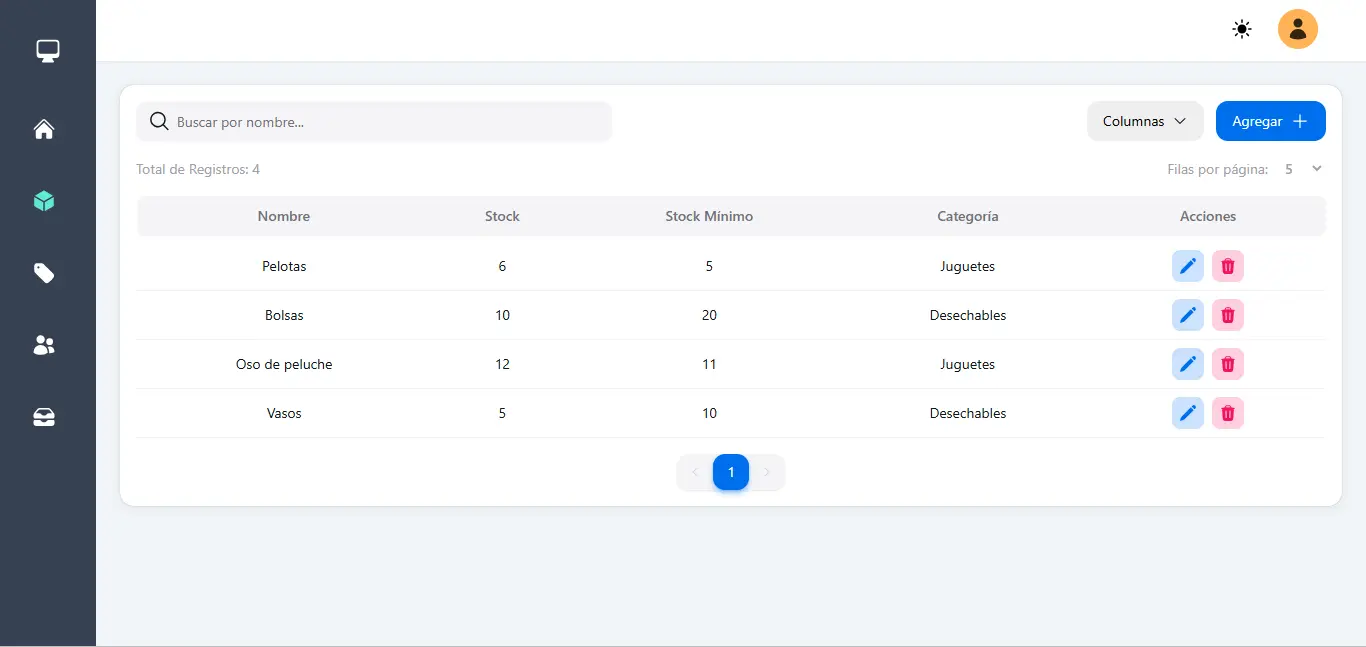 Buscar por nombre...
Columnas
Agregar
Total de Registros: 4
Filas por página: 5
Nombre Stock Stock Mínimo Categoría Acciones
Pelotas 6 5 Juguetes
Bolsas 10 20 Desechables
Oso de peluche 12 11 Juguetes
Vasos 5 10 Desechables
1